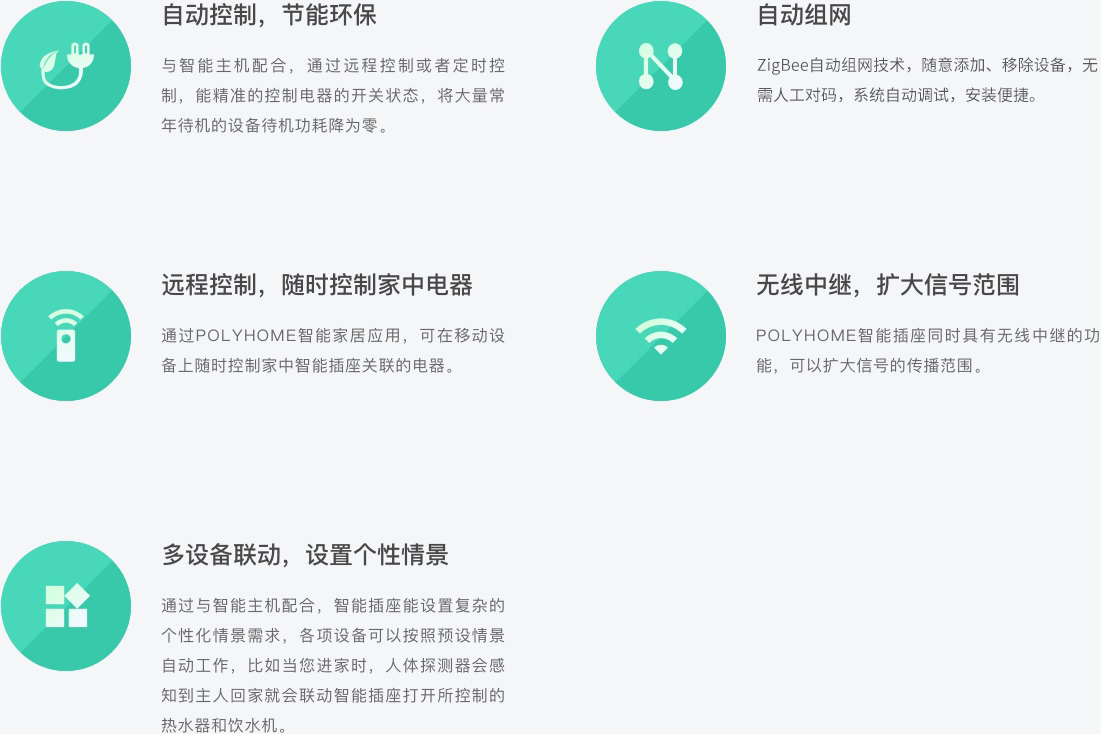 自动控制，节能环保
与智能主机配合，通过远程控制或者定时控
制，能精准的控制电器的开关状态，将大量常
年待机的设备待机功耗降为零。
自动组网
ZigBee自动组网技术，随意添加、移除设备，无
需人工对码，系统自动调试，安装便捷。
远程控制，随时控制家中电器
通过POLYHOME智能家居应用，可在移动设
备上随时控制家中智能插座关联的电器。
无线中继，扩大信号范围
POLYHOME智能插座同时具有无线中继的功
能，可以扩大信号的传播范围。
多设备联动，设置个性情景
通过与智能主机配合，智能插座能设置复杂的
个性化情景需求，各项设备可以按照预设情景
自动工作，比如当您进家时，人体探测器会感
知到主人回家就会联动智能插座打开所控制的
热水器和饮水机。